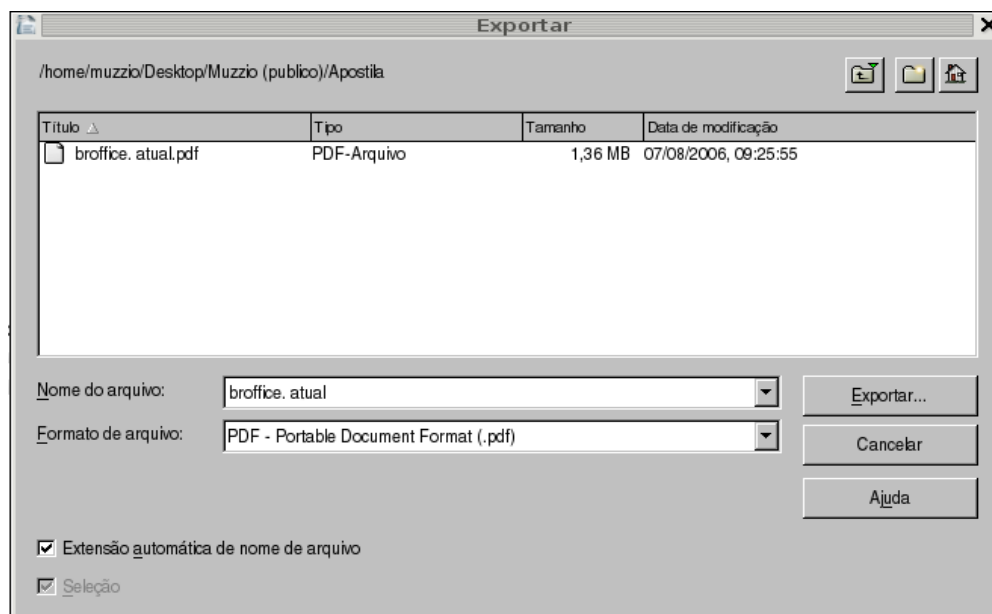 Exportar
/home/muzzio/Desktop/Muzzio (publico)/Apostila
Título Tipo Tamanho Data de modificação
broffice. atual.pdf PDF-Arquivo 1,36 MB 07/08/2006, 09:25:55
Nome do arquivo: broffice. atual Exportar...
Formato de arquivo: PDF - Portable Document Format (.pdf) Cancelar
Ajuda
Extensão automática de nome de arquivo
Seleção